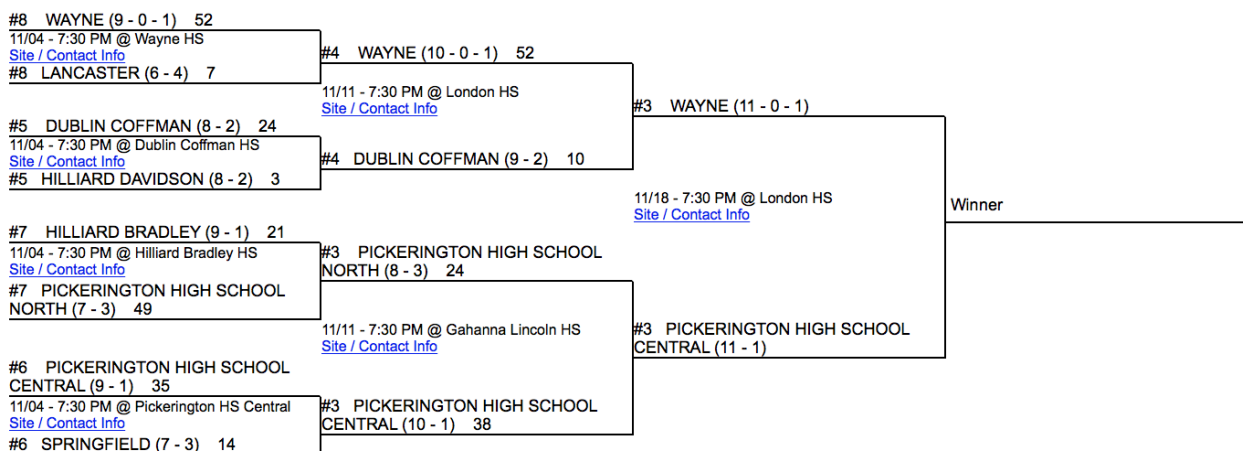 #8 WAYNE (9 - 0 - 1) 52
11/04 - 7:30 PM @ Wayne HS
Site / Contact Info
#8 LANCASTER (6 - 4) 7
#5 DUBLIN COFFMAN (8 - 2) 24
11/04 - 7:30 PM @ Dublin Coffman HS
Site / Contact Info
#5 HILLIARD DAVIDSON (8 - 2) 3
#7 HILLIARD BRADLEY (9 - 1) 21
11/04 - 7:30 PM @ Hilliard Bradley HS
Site / Contact Info
#7 PICKERINGTON HIGH SCHOOL
NORTH (7 - 3) 49
#6 PICKERINGTON HIGH SCHOOL
CENTRAL (9 - 1) 35
11/04 - 7:30 PM @ Pickerington HS Central
Site / Contact Info
#6 SPRINGFIELD (7 - 3) 14
#4 WAYNE (10 - 0 - 1) 52
11/11 - 7:30 PM @ London HS
Site / Contact Info
#4 DUBLIN COFFMAN (9 - 2) 10
#3 PICKERINGTON HIGH SCHOOL
NORTH (8 - 3) 24
11/11 - 7:30 PM @ Gahanna Lincoln HS
Site / Contact Info
#3 PICKERINGTON HIGH SCHOOL
CENTRAL (10 - 1) 38
#3 WAYNE (11 - 0 - 1)
11/18 - 7:30 PM @ London HS
Site / Contact Info
#3 PICKERINGTON HIGH SCHOOL
CENTRAL (11 - 1)
Winner